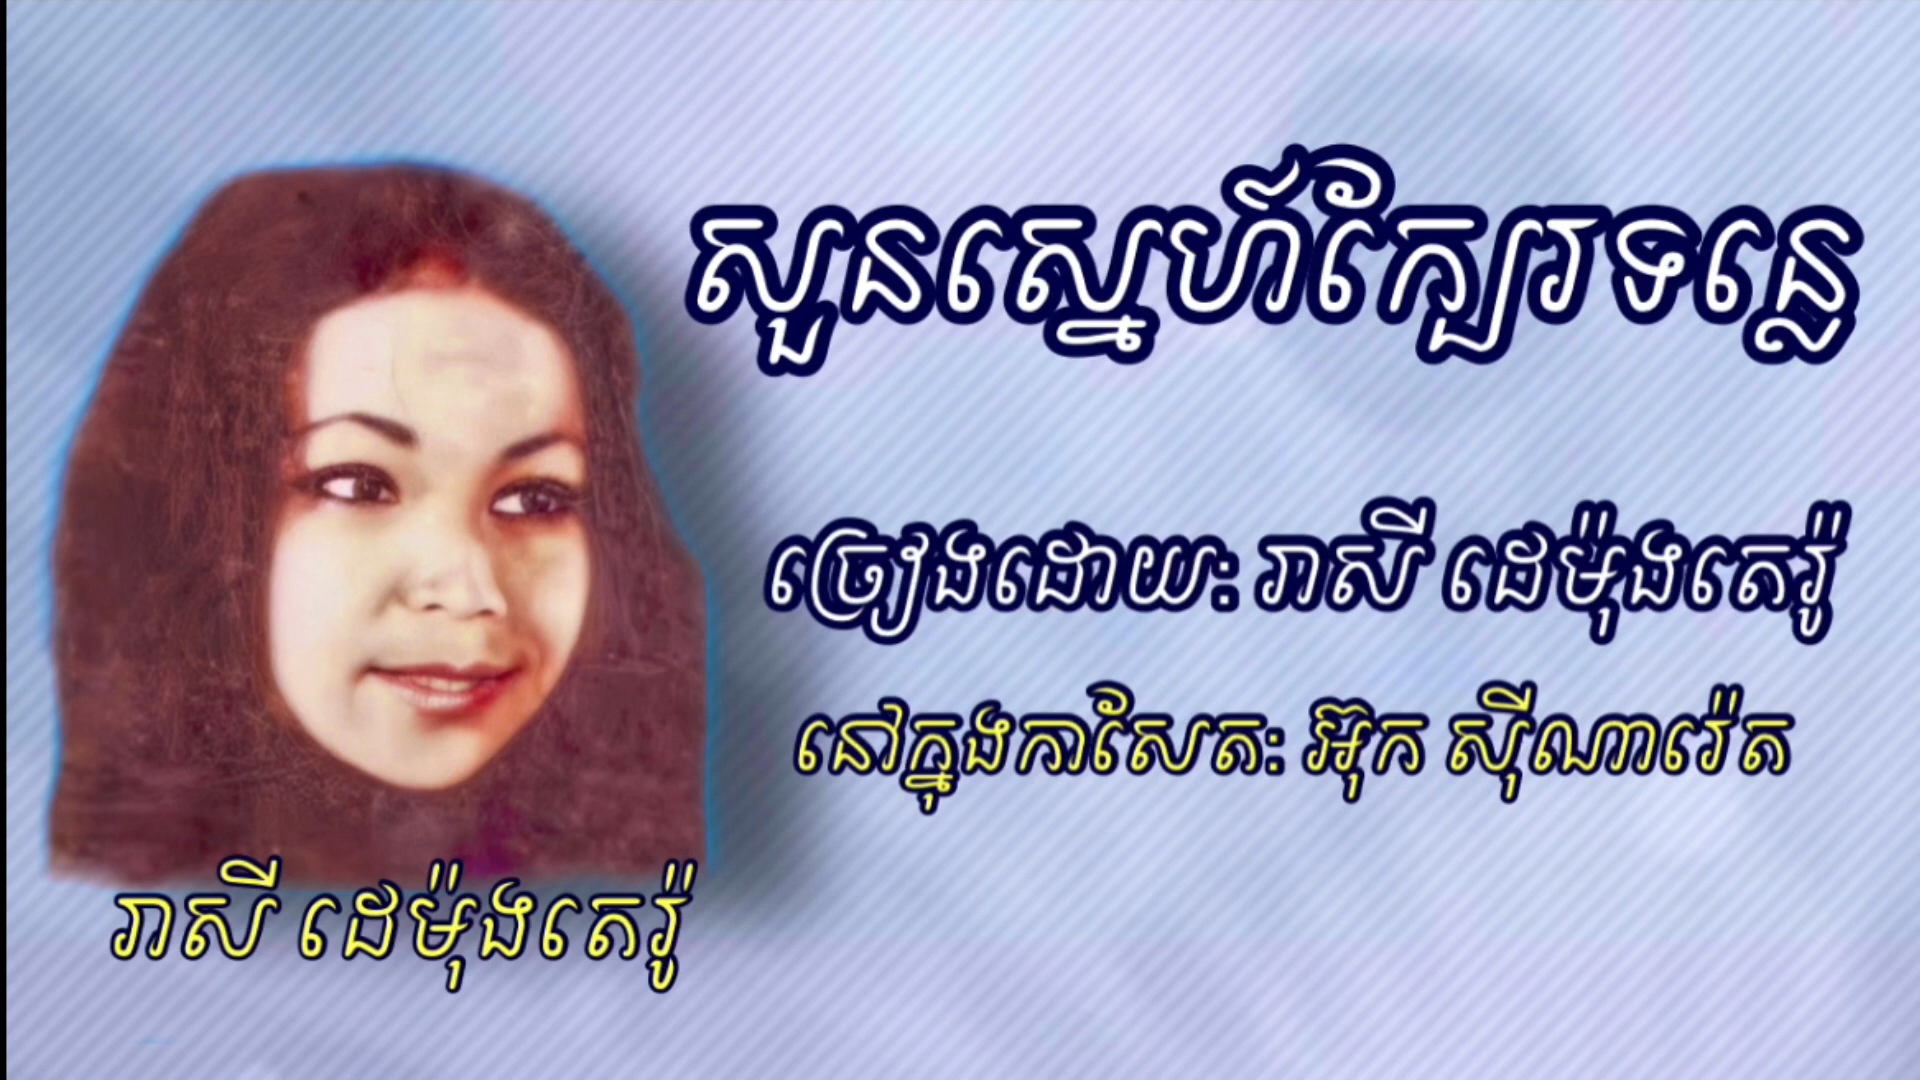 សួនស្នេហ៍ក្បែរទន្លេ
ច្រៀងដោយ: រាសី ដេម៉ុងតេរ៉ូ
នៅក្នុងកាសែត: អ៊ុក ស៊ីណារ៉េត
រាសី ដេម៉ុងតេរ៉ូ